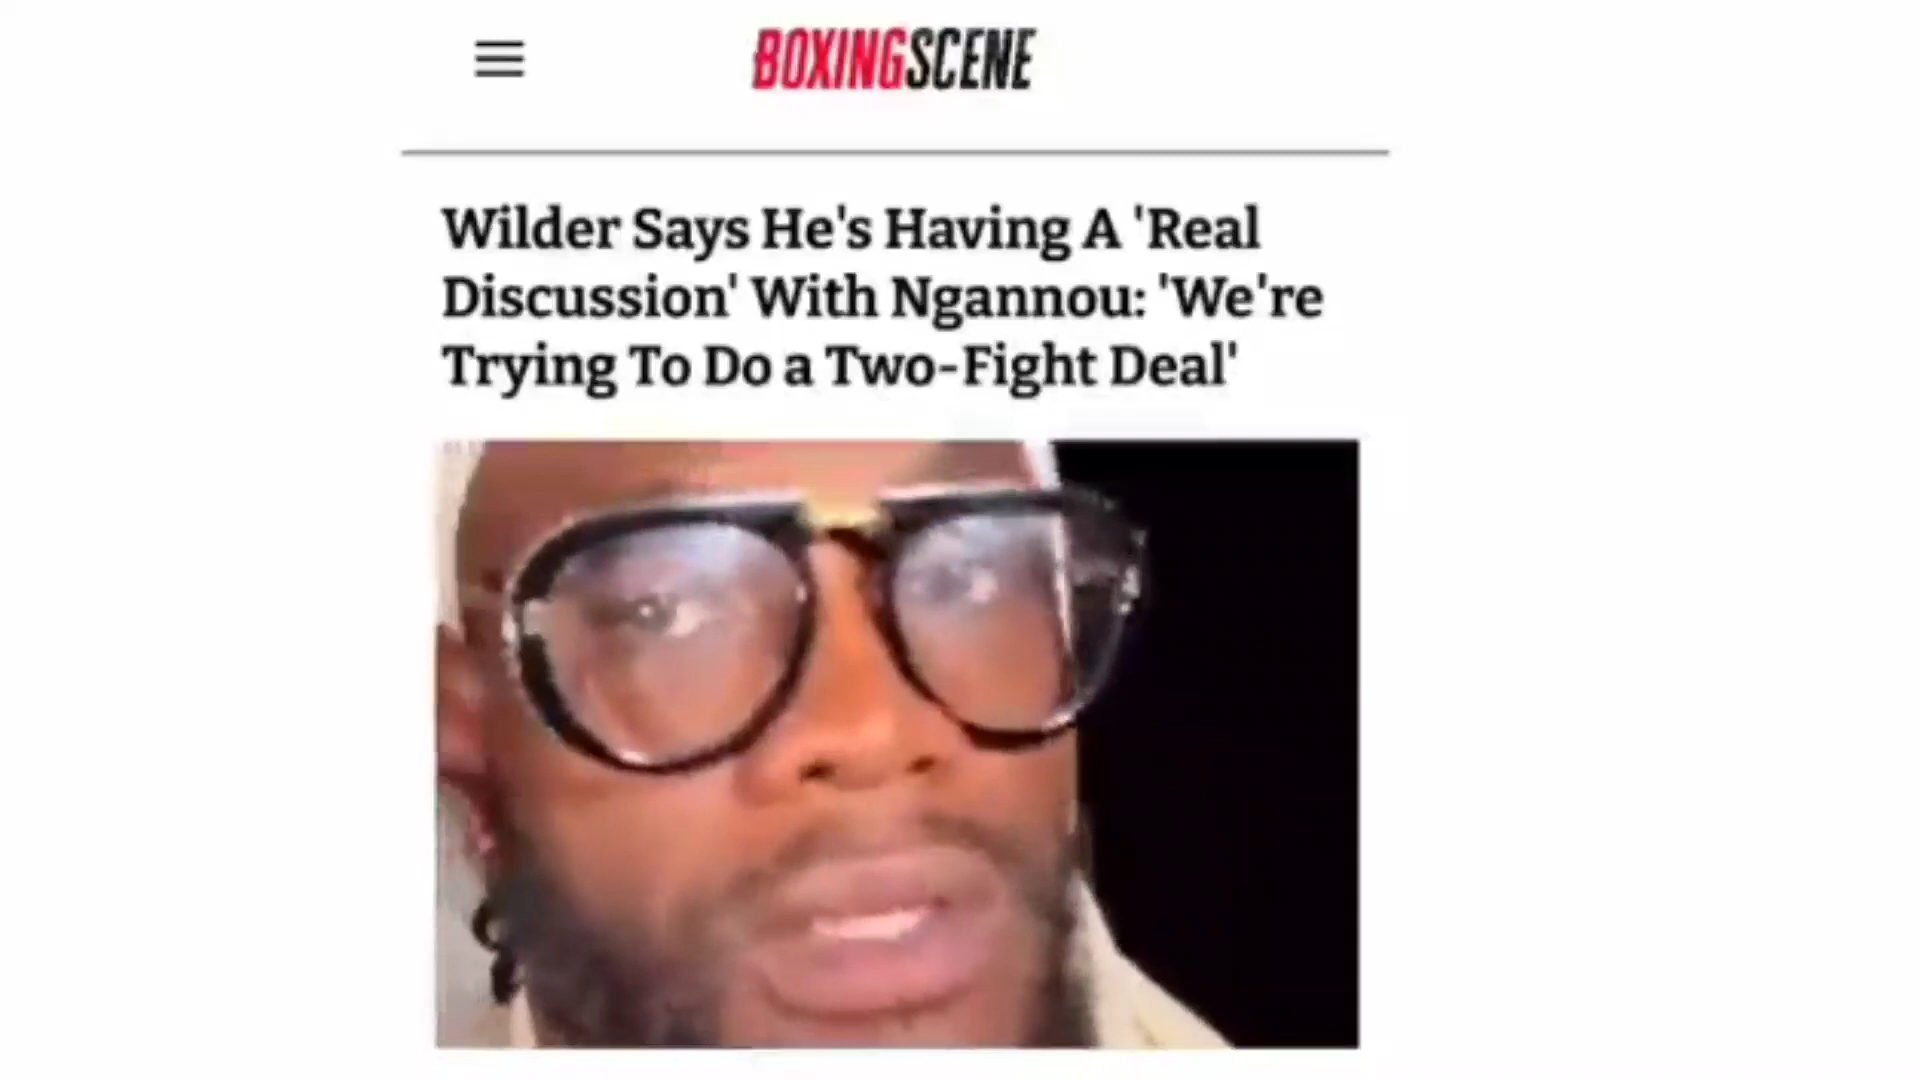 BOXINGSCENE
Wilder Says He's Having A 'Real
Discussion' With Ngannou: 'We're
Trying To Do a Two-Fight Deal'